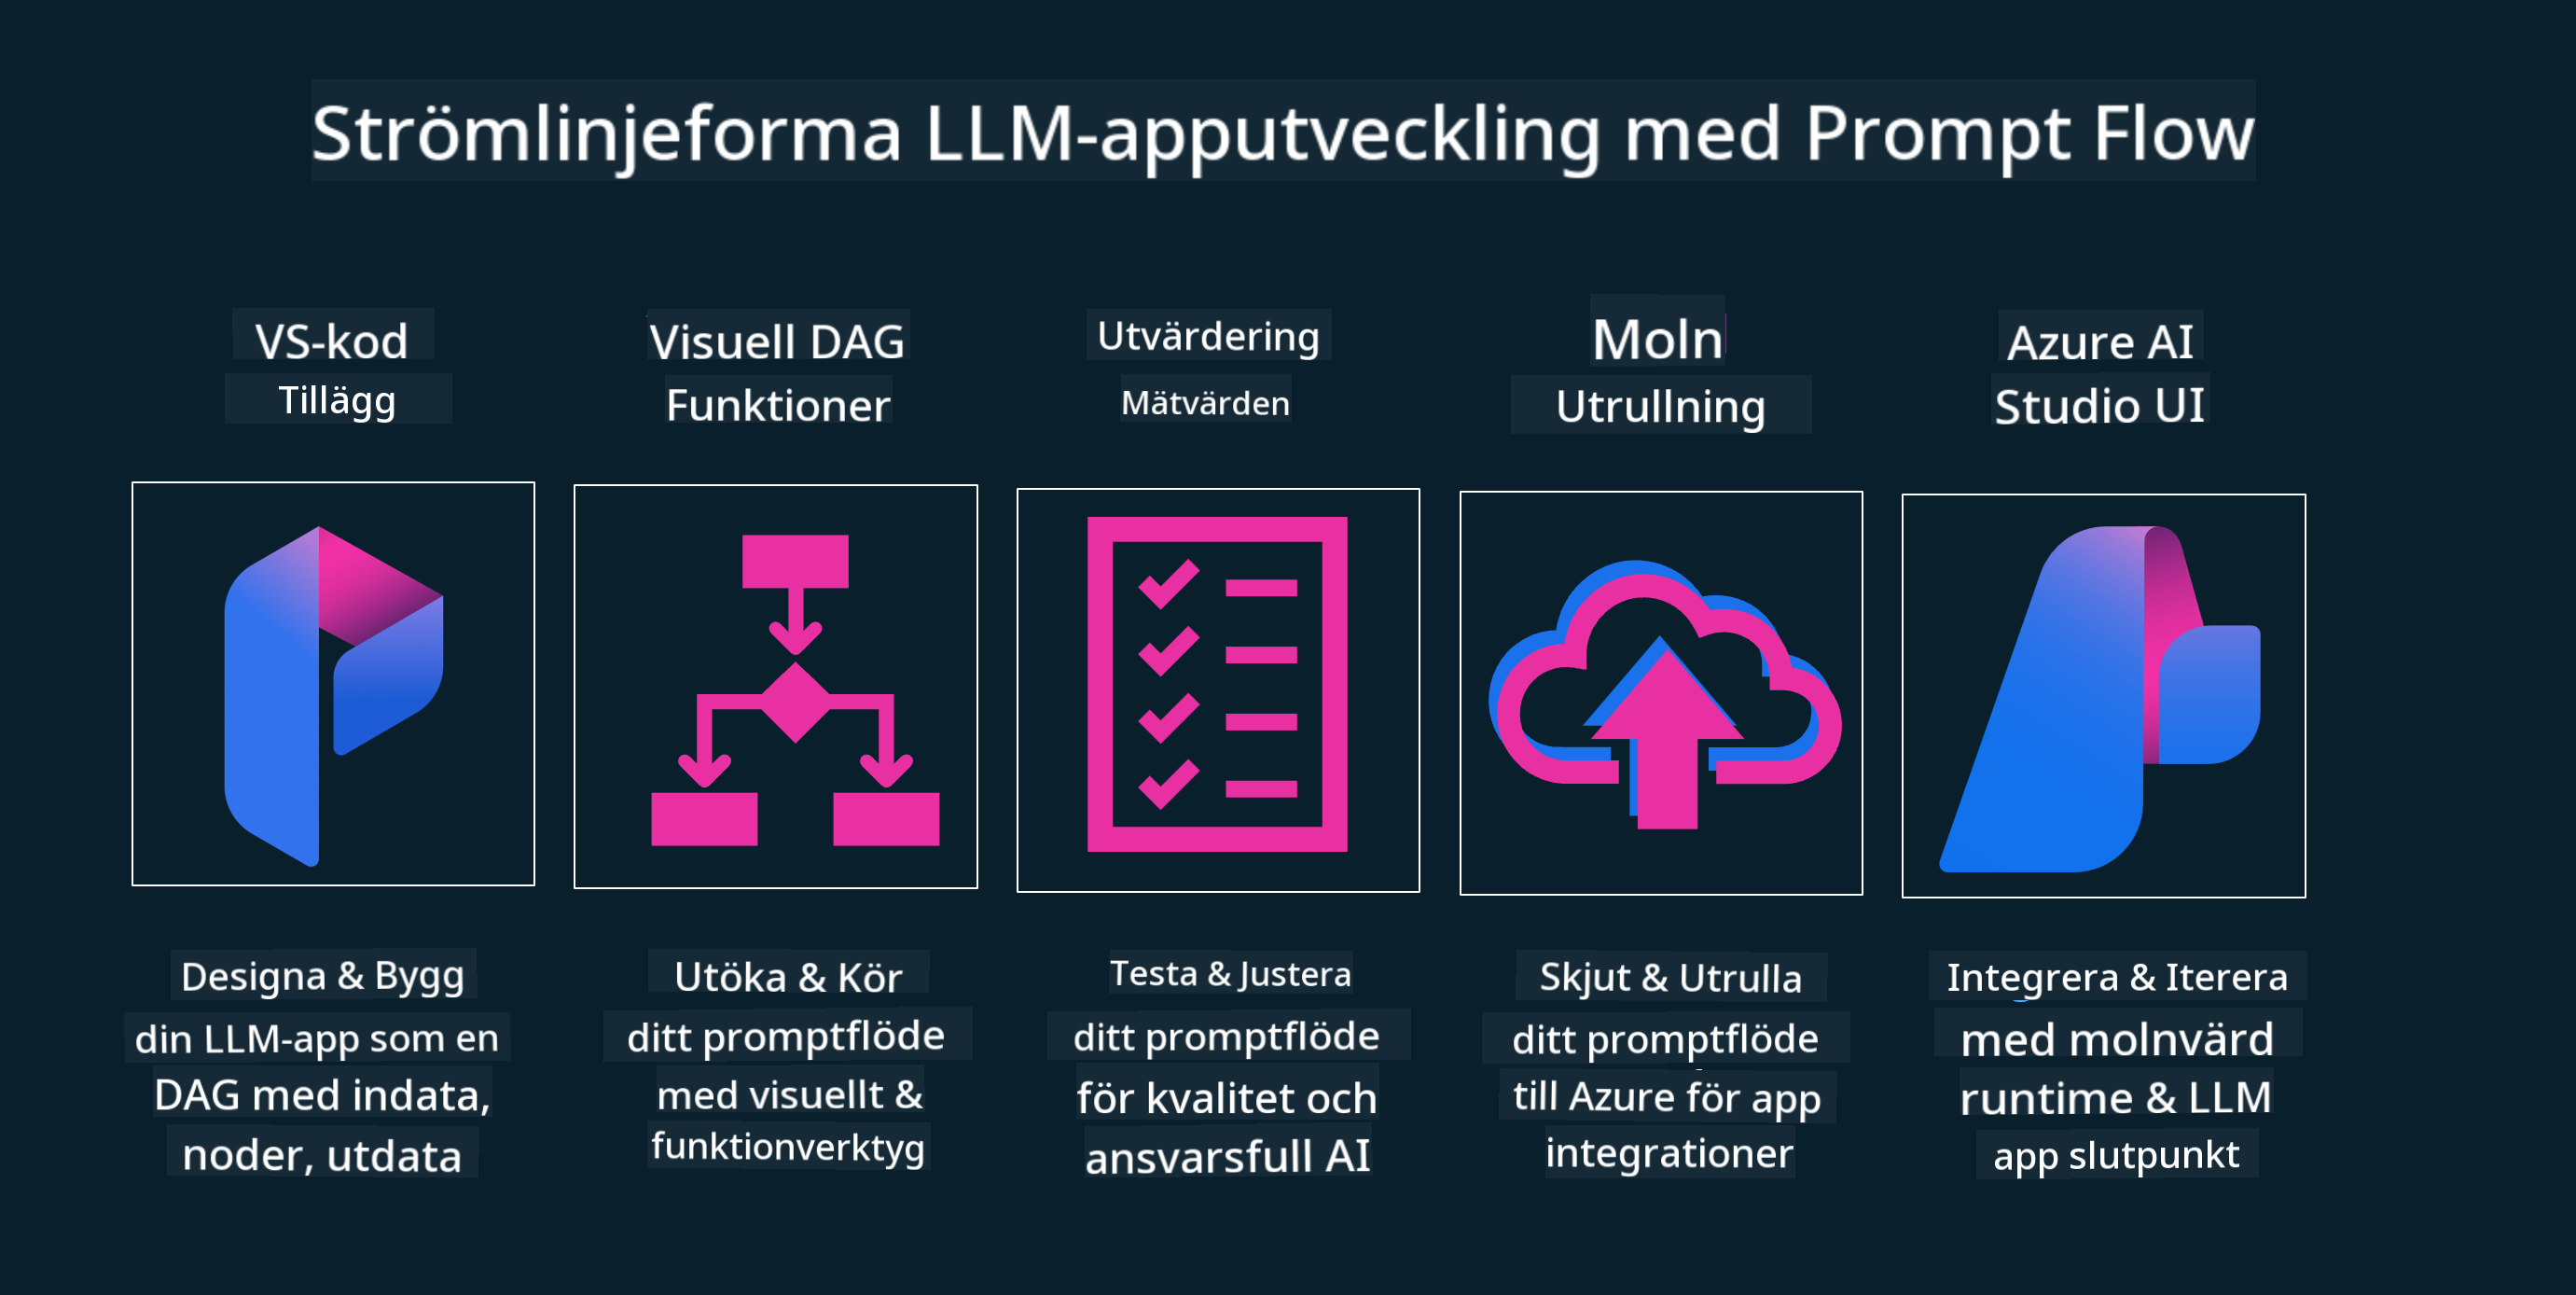 Strömlinjeforma LLM-apputveckling med Prompt Flow
VS-kod
Tillägg
Visuell DAG
Funktioner
Utvärdering
Mätvärden
Moln
Utrullning
Azure AI
Studio UI
Designa & Bygg
din LLM-app som en
DAG med indata,
noder, utdata
Utöka & Kör
ditt promptflöde
med visuellt &
funktionverktyg
Testa & Justera
ditt promptflöde
för kvalitet och
ansvarsfull AI
Skjut & Utrulla
ditt promptflöde
till Azure för app
integrationer
Integrera & Iterera
med molnvärd
runtime & LLM
app slutpunkt